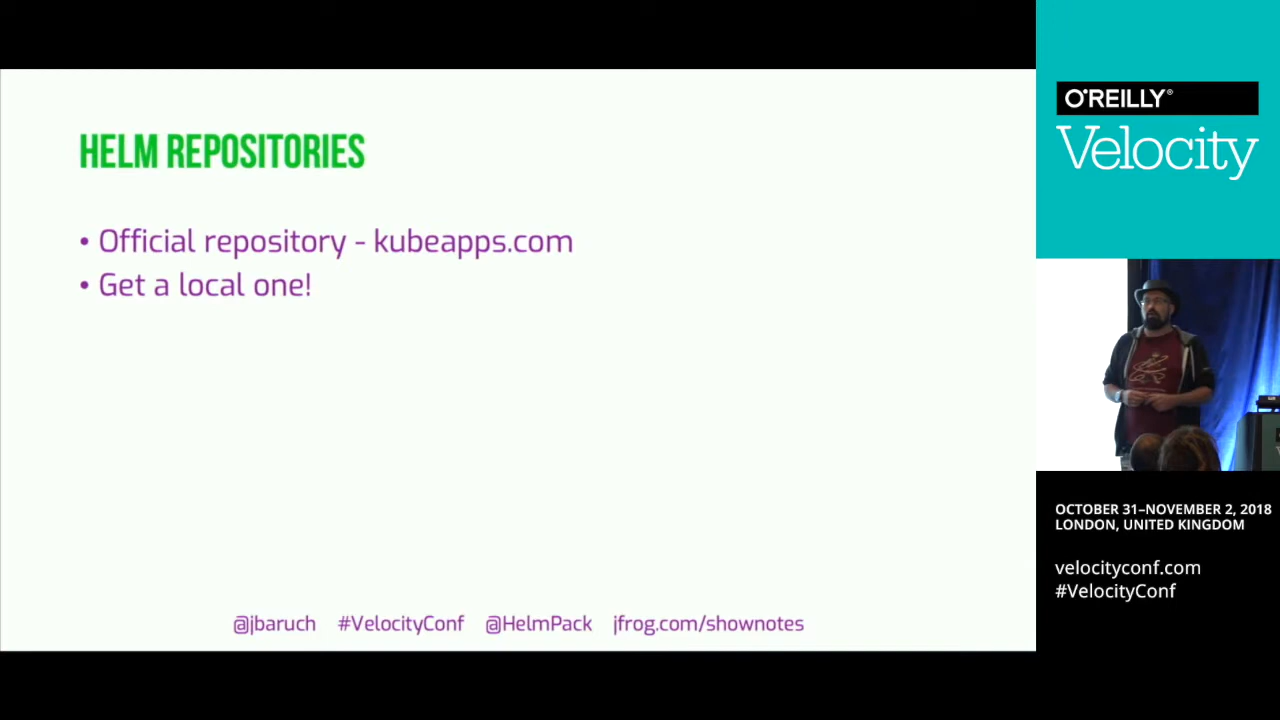 HELM REPOSITORIES
• Official repository - kubeapps.com
• Get a local one!
@jbaruch #VelocityConf @HelmPack jfrog.com/shownotes
O'REILLY®
Velocity
OCTOBER 31–NOVEMBER 2, 2018
LONDON, UNITED KINGDOM
velocityconf.com
#VelocityConf